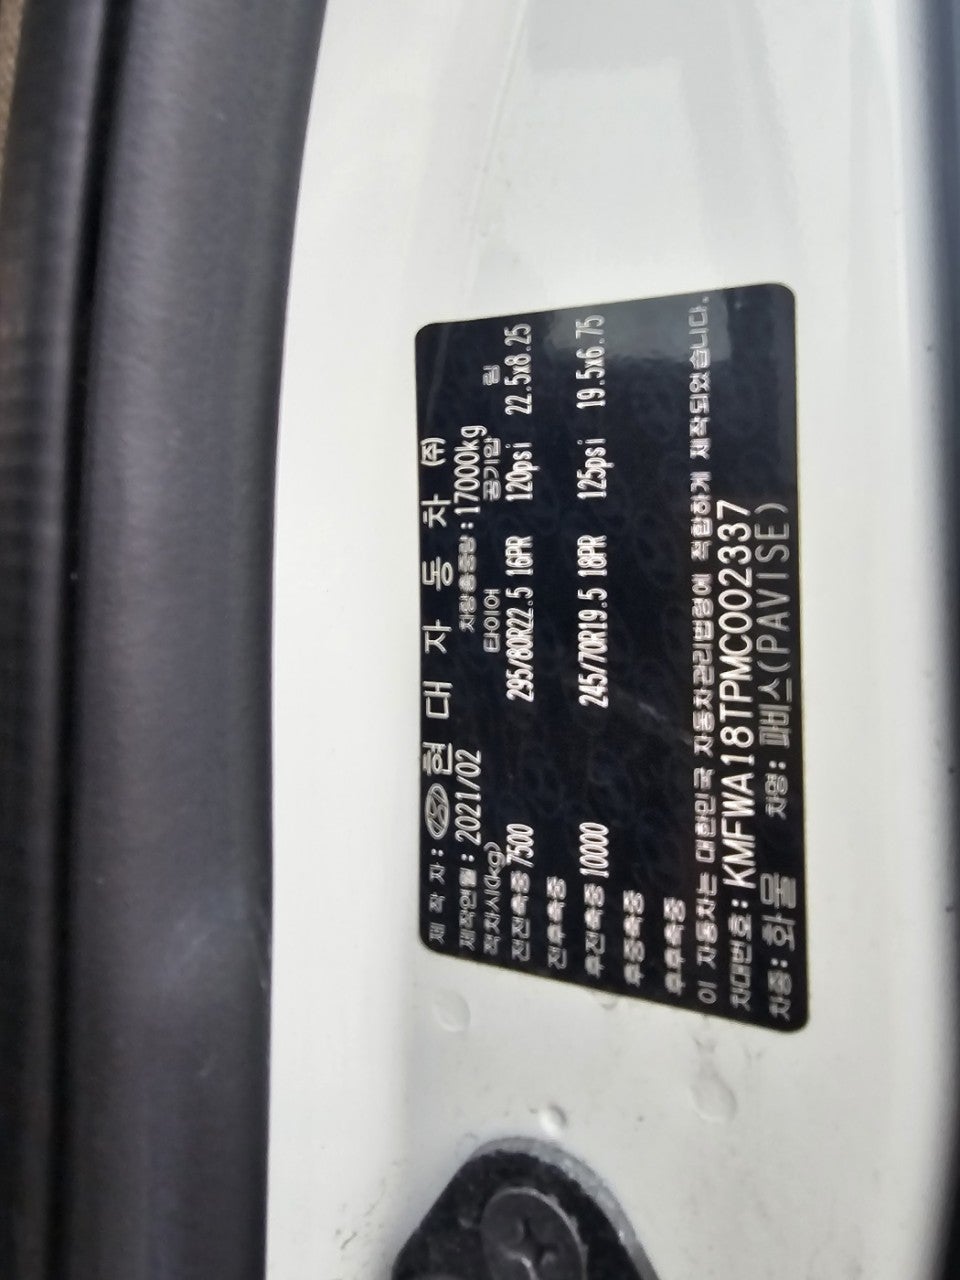 제 작 자 : 현 대 자 동 차 (주)
제작연월 : 2021/02 차량총중량 : 17000kg
적차시(kg) 타이어 공기압 림
전전축중 7500 295/80R22.5 16PR 120psi 22.5x8.25
전후축중
후전축중 10000 245/70R19.5 18PR 125psi 19.5x6.75
후중축중
후후축중
이 자동차는 대한민국 자동차관리법령에 적합하게 제작되었습니다.
차대번호 : KMFWA18TPMC002337
차종 : 화물 차명 : 파비스(PAVISE)